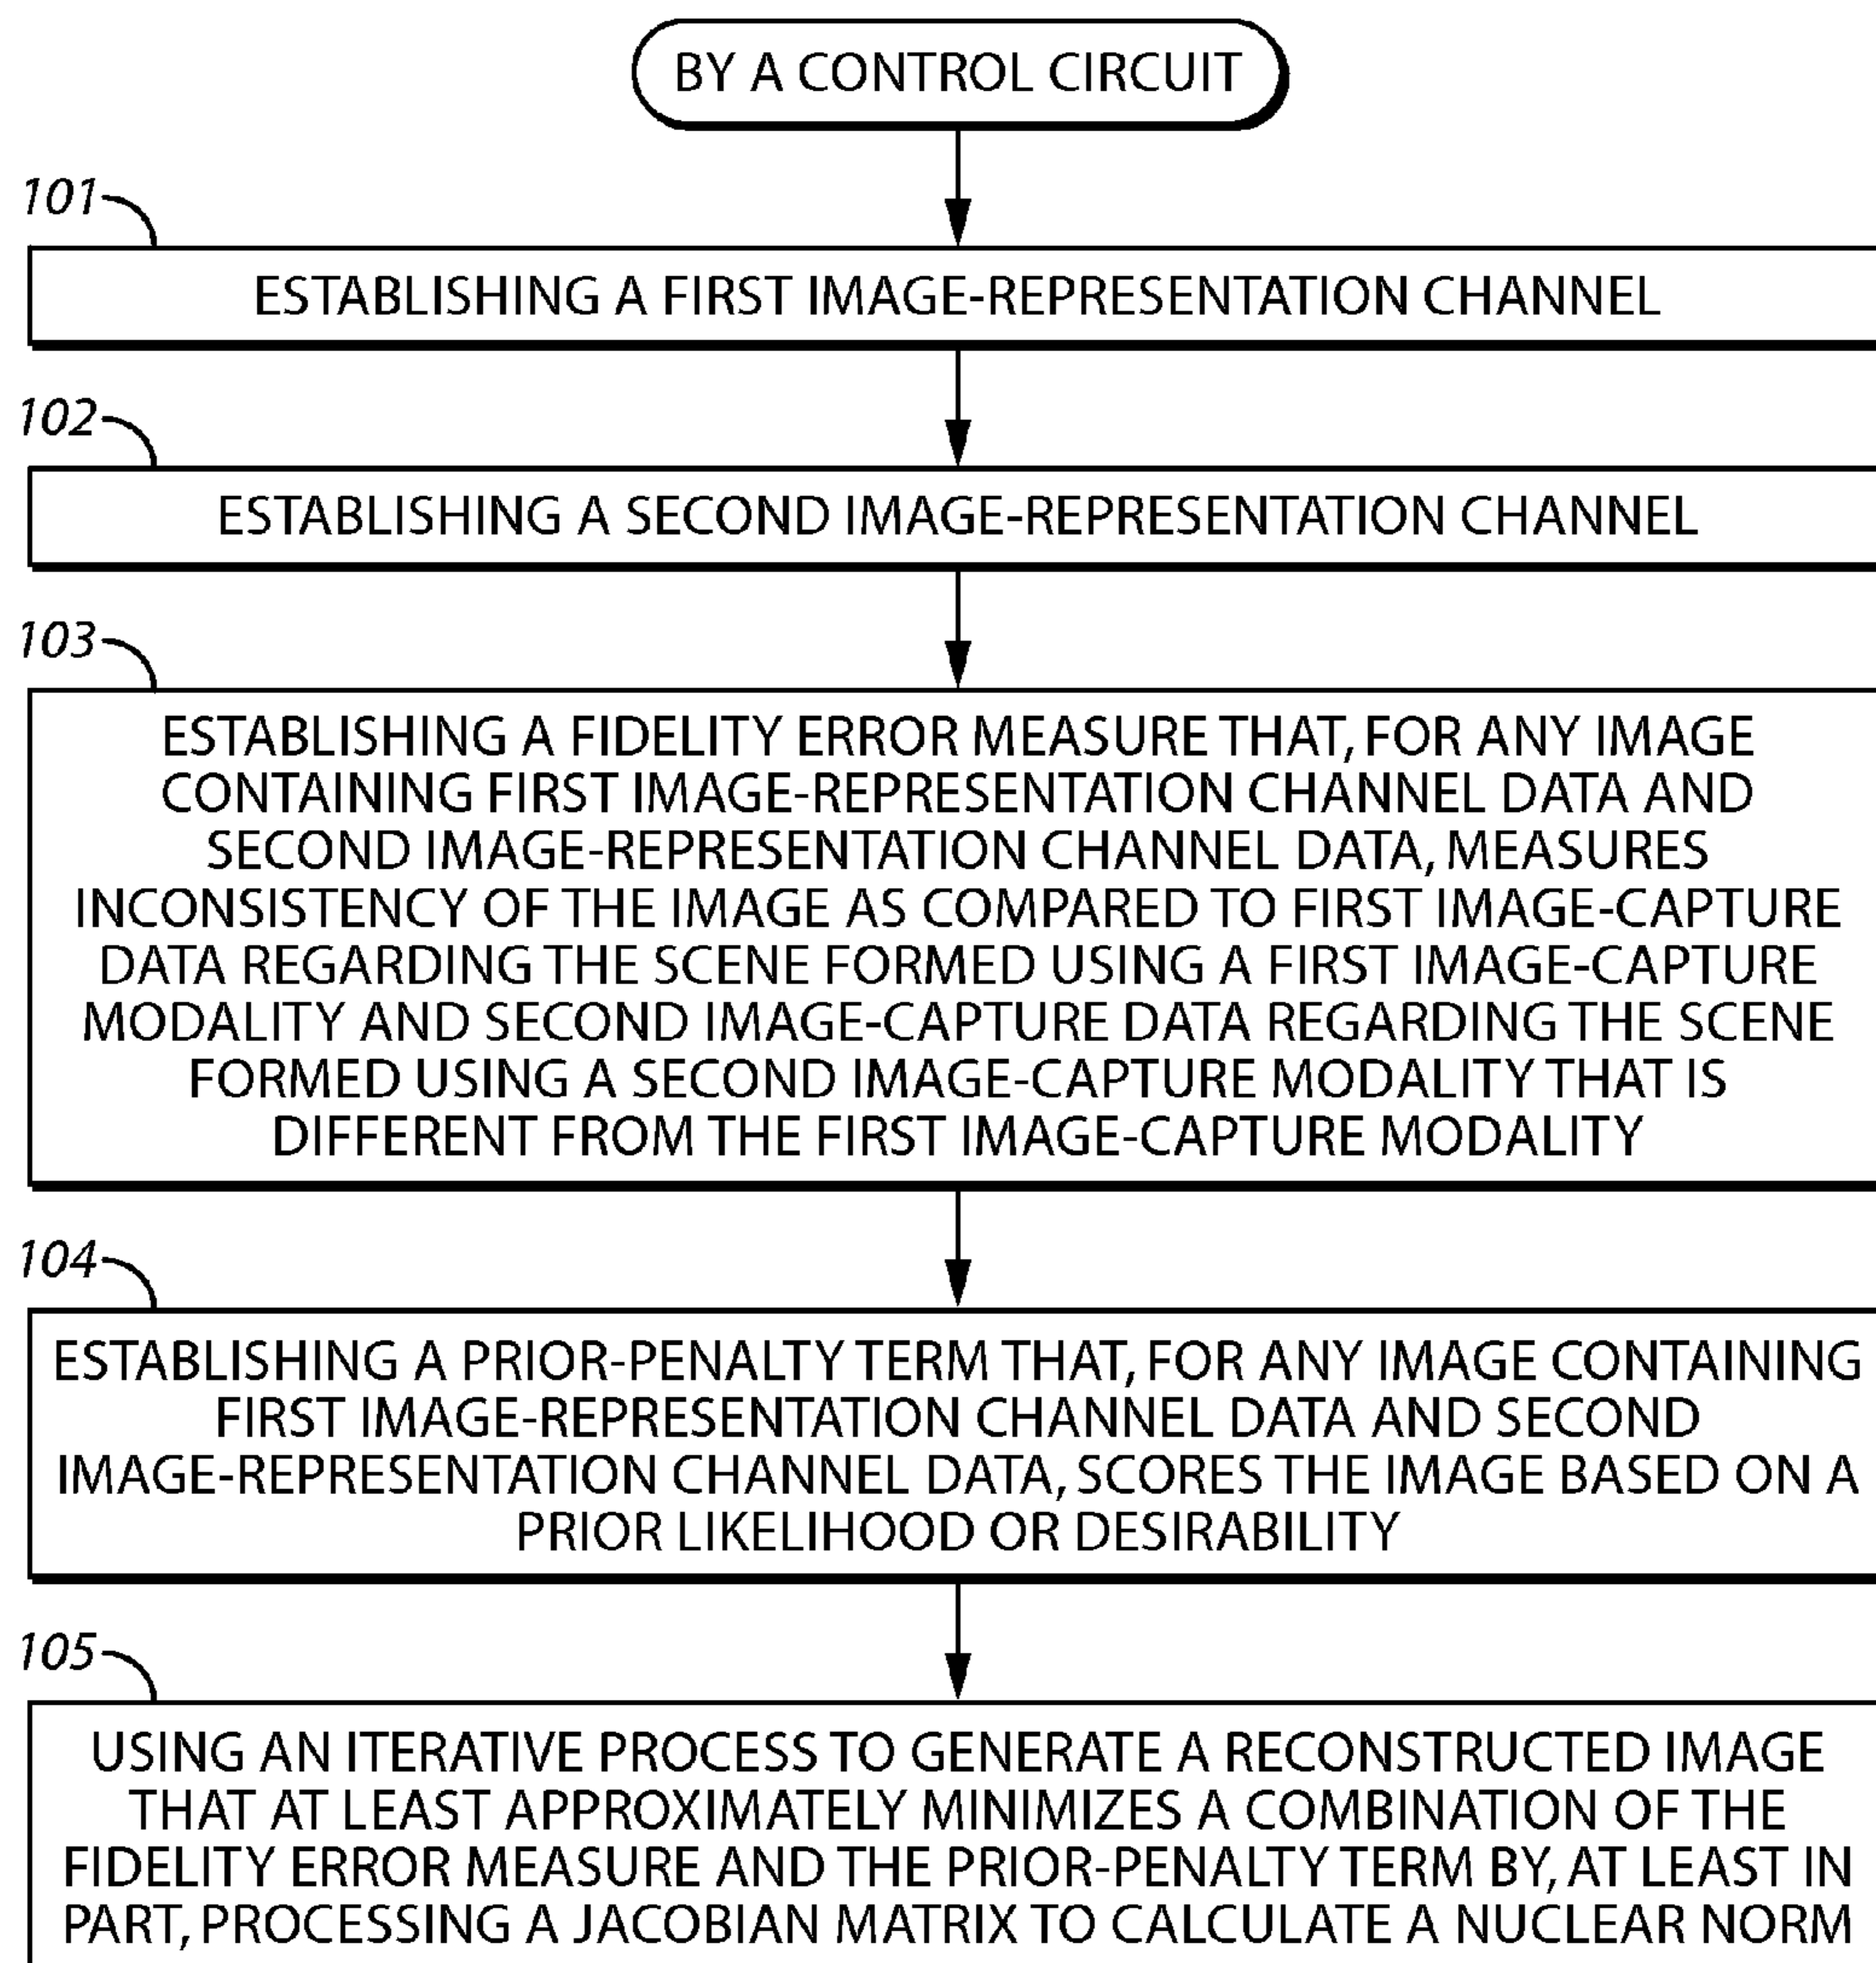 BY A CONTROL CIRCUIT
101
ESTABLISHING A FIRST IMAGE-REPRESENTATION CHANNEL
102
ESTABLISHING A SECOND IMAGE-REPRESENTATION CHANNEL
103
ESTABLISHING A FIDELITY ERROR MEASURE THAT, FOR ANY IMAGE
CONTAINING FIRST IMAGE-REPRESENTATION CHANNEL DATA AND
SECOND IMAGE-REPRESENTATION CHANNEL DATA, MEASURES
INCONSISTENCY OF THE IMAGE AS COMPARED TO FIRST IMAGE-CAPTURE
DATA REGARDING THE SCENE FORMED USING A FIRST IMAGE-CAPTURE
MODALITY AND SECOND IMAGE-CAPTURE DATA REGARDING THE SCENE
FORMED USING A SECOND IMAGE-CAPTURE MODALITY THAT IS
DIFFERENT FROM THE FIRST IMAGE-CAPTURE MODALITY
104
ESTABLISHING A PRIOR-PENALTY TERM THAT, FOR ANY IMAGE CONTAINING
FIRST IMAGE-REPRESENTATION CHANNEL DATA AND SECOND
IMAGE-REPRESENTATION CHANNEL DATA, SCORES THE IMAGE BASED ON A
PRIOR LIKELIHOOD OR DESIRABILITY
105
USING AN ITERATIVE PROCESS TO GENERATE A RECONSTRUCTED IMAGE
THAT AT LEAST APPROXIMATELY MINIMIZES A COMBINATION OF THE
FIDELITY ERROR MEASURE AND THE PRIOR-PENALTY TERM BY, AT LEAST IN
PART, PROCESSING A JACOBIAN MATRIX TO CALCULATE A NUCLEAR NORM